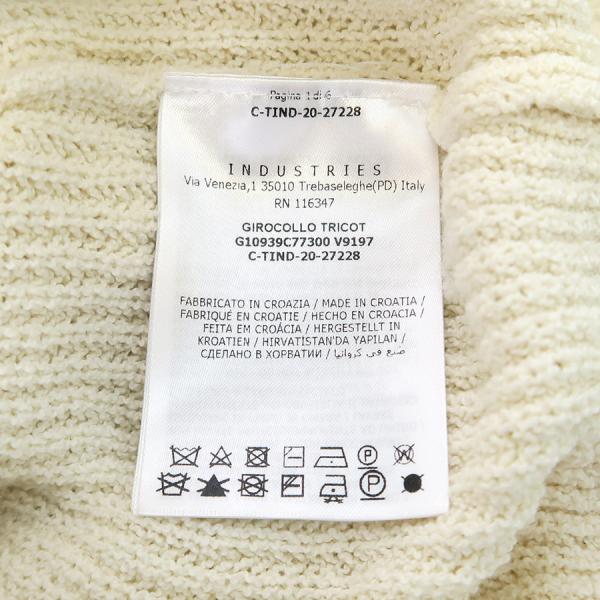 Pagina 1 di 6
C-TIND-20-27228
INDUSTRIES
Via Venezia,1 35010 Trebaseleghe(PD) Italy
RN 116347
GIROCOLLO TRICOT
G10939C77300 V9197
C-TIND-20-27228
FABBRICATO IN CROAZIA / MADE IN CROATIA /
FABRIQUÉ EN CROATIE / HECHO EN CROACIA /
FEITA EM CROÁCIA / HERGESTELLT IN
KROATIEN / HIRVATISTAN'DA YAPILAN /
СДЕЛАНО В ХОРВАТИИ / صنع في كرواتيا
P
W
P